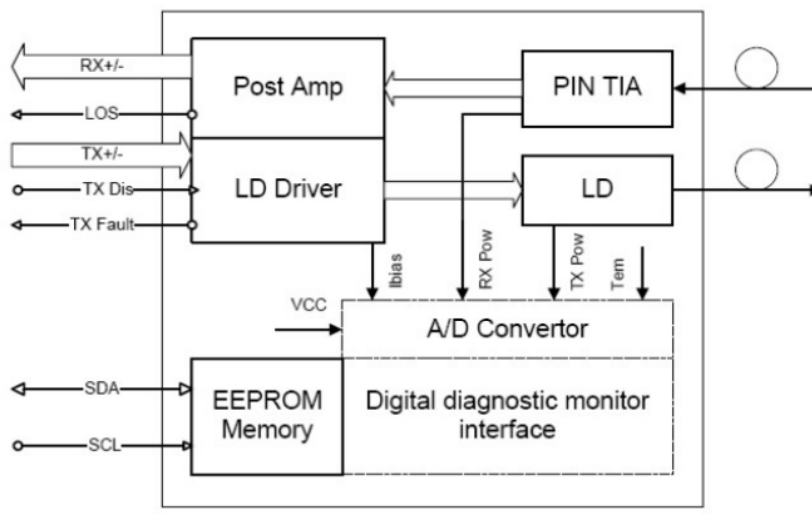 RX+/-
Post Amp
PIN TIA
LOS
TX+/-
TX Dis
LD Driver
LD
TX Fault
Ibias
RX Pow
TX Pow
Tem
VCC
A/D Convertor
SDA
EEPROM
Memory
Digital diagnostic monitor
interface
SCL